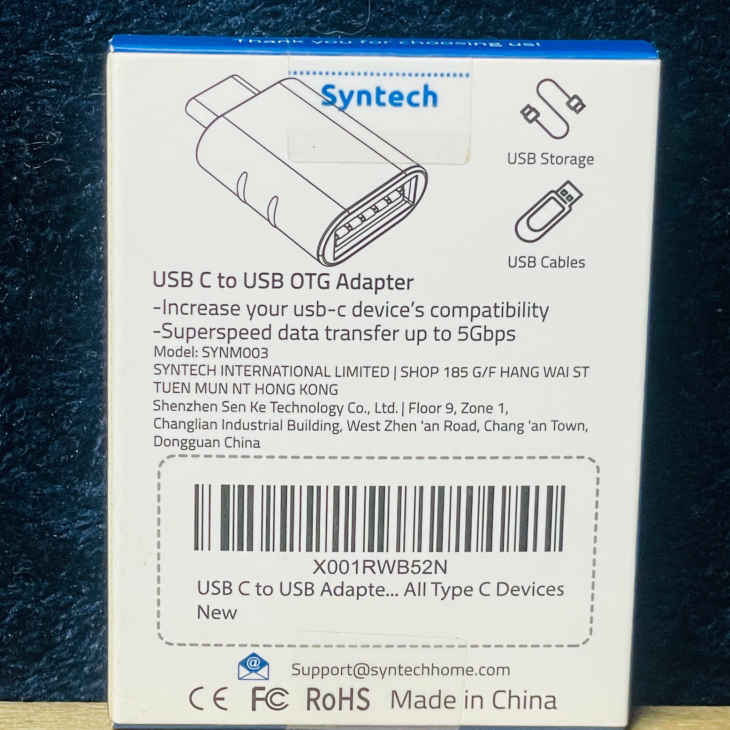 Thank you for choosing us!
Syntech
USB Storage
USB Cables
USB C to USB OTG Adapter
-Increase your usb-c device's compatibility
-Superspeed data transfer up to 5Gbps
Model: SYNM003
SYNTECH INTERNATIONAL LIMITED | SHOP 185 G/F HANG WAI ST
TUEN MUN NT HONG KONG
Shenzhen Sen Ke Technology Co., Ltd. | Floor 9, Zone 1,
Changlian Industrial Building, West Zhen 'an Road, Chang 'an Town,
Dongguan China
X001RWB52N
USB C to USB Adapte... All Type C Devices
New
@ Support@syntechhome.com
CE FC RoHS Made in China